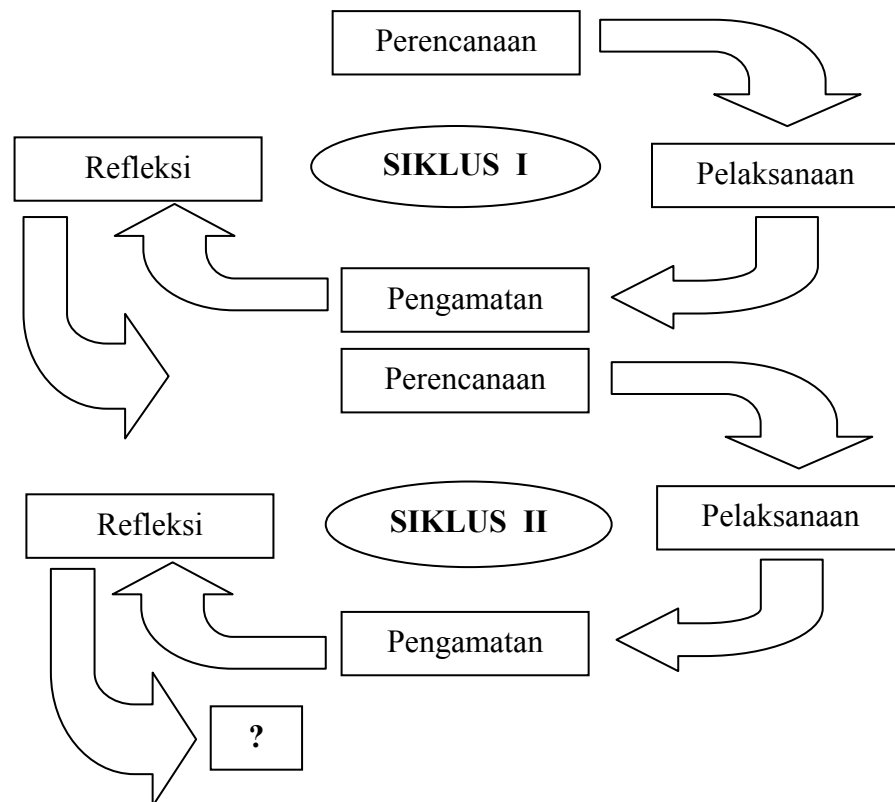 Perencanaan
Refleksi
SIKLUS I
Pelaksanaan
Pengamatan
Perencanaan
Refleksi
SIKLUS II
Pelaksanaan
Pengamatan
?